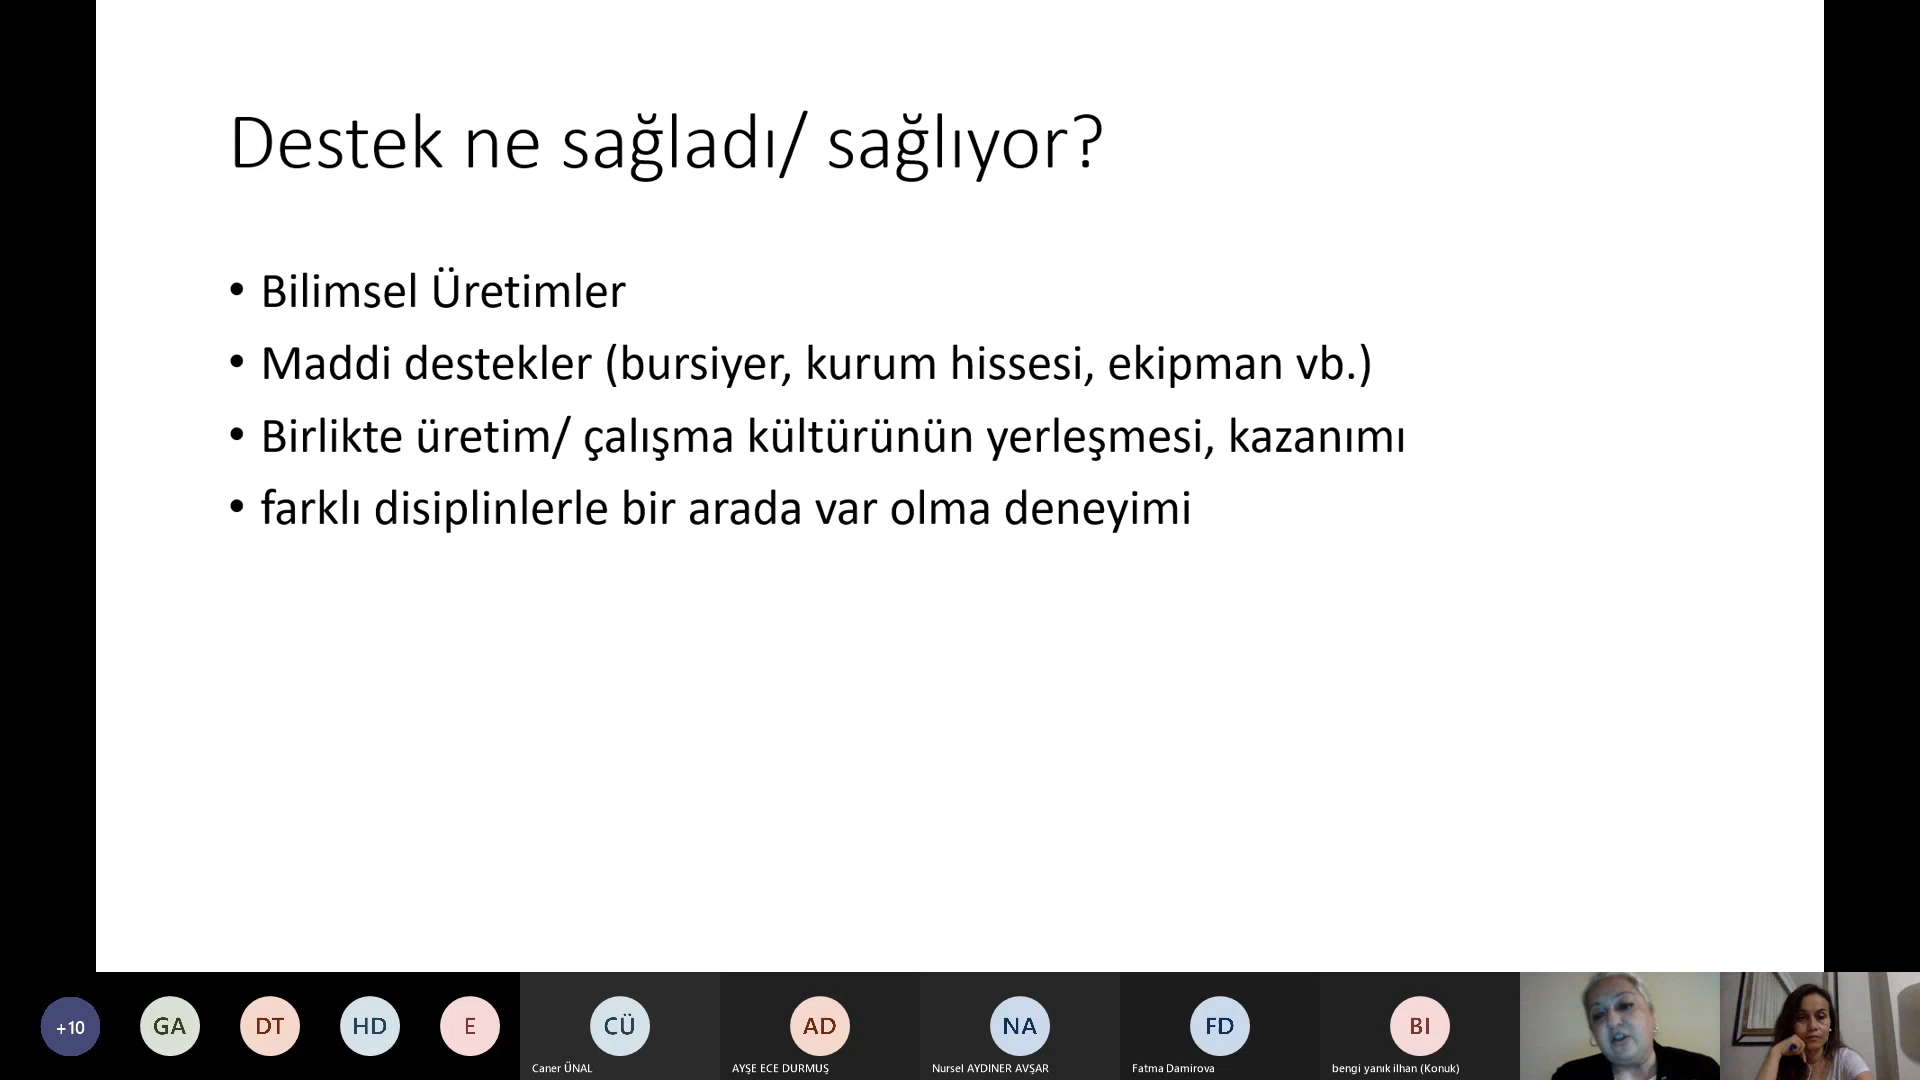 Destek ne sağladı/ sağlıyor?
• Bilimsel Üretimler
• Maddi destekler (bursiyer, kurum hissesi, ekipman vb.)
• Birlikte üretim/ çalışma kültürünün yerleşmesi, kazanımı
• farklı disiplinlerle bir arada var olma deneyimi
+10 GA DT HD E CÜ AD NA FD BI
Caner ÜNAL AYŞE ECE DURMUŞ Nursel AYDINER AVŞAR Fatma Damirova bengi yanık ilhan (Konuk)